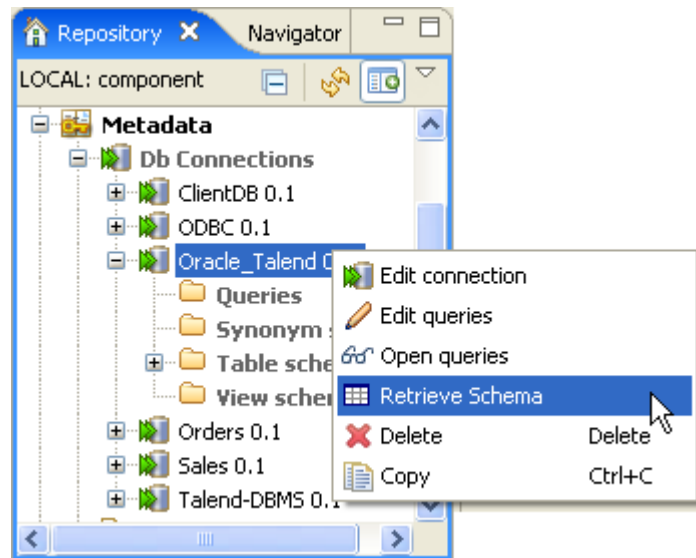 Repository Navigator
LOCAL: component
Metadata
Db Connections
ClientDB 0.1
ODBC 0.1
Oracle_Talend
Queries
Synonym
Table
View
Orders 0.1
Sales 0.1
Talend-DBMS 0.1
Edit connection
Edit queries
Open queries
Retrieve Schema
Delete Delete
Copy Ctrl+C